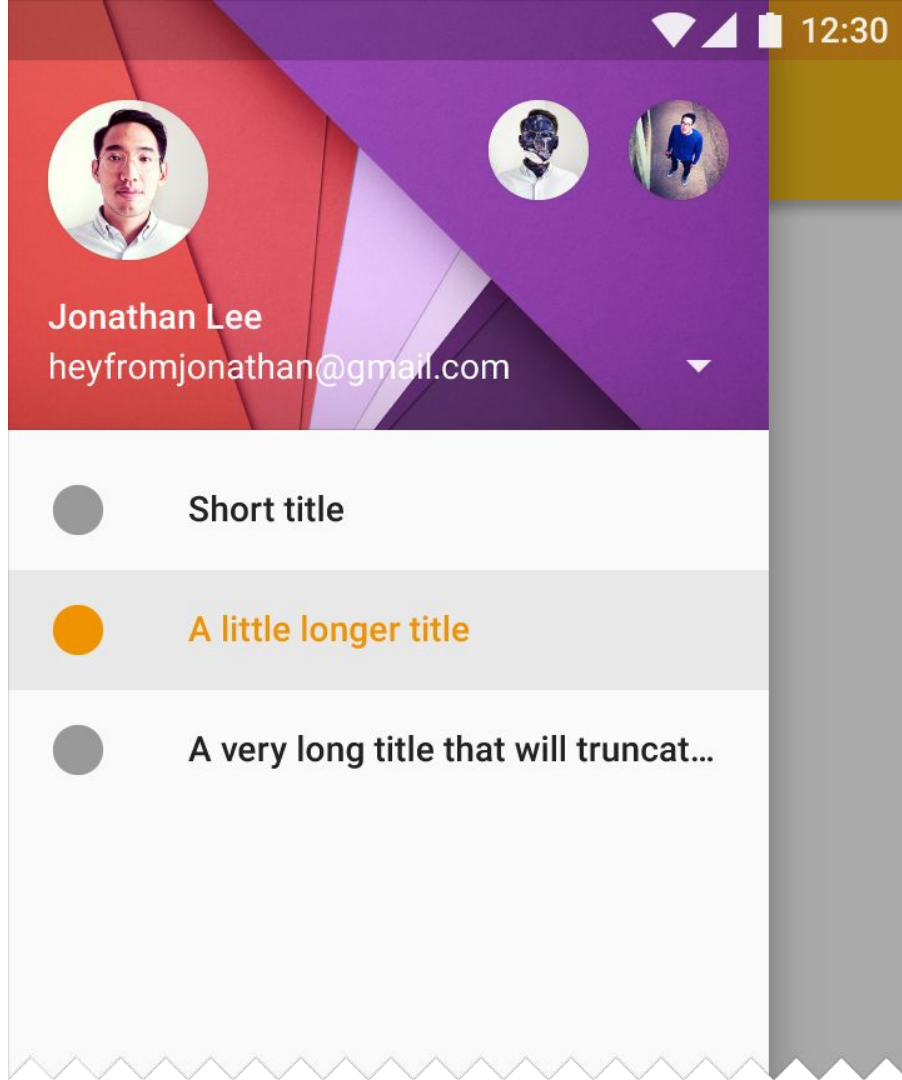 12:30
Jonathan Lee
heyfromjonathan@gmail.com
Short title
A little longer title
A very long title that will truncat…